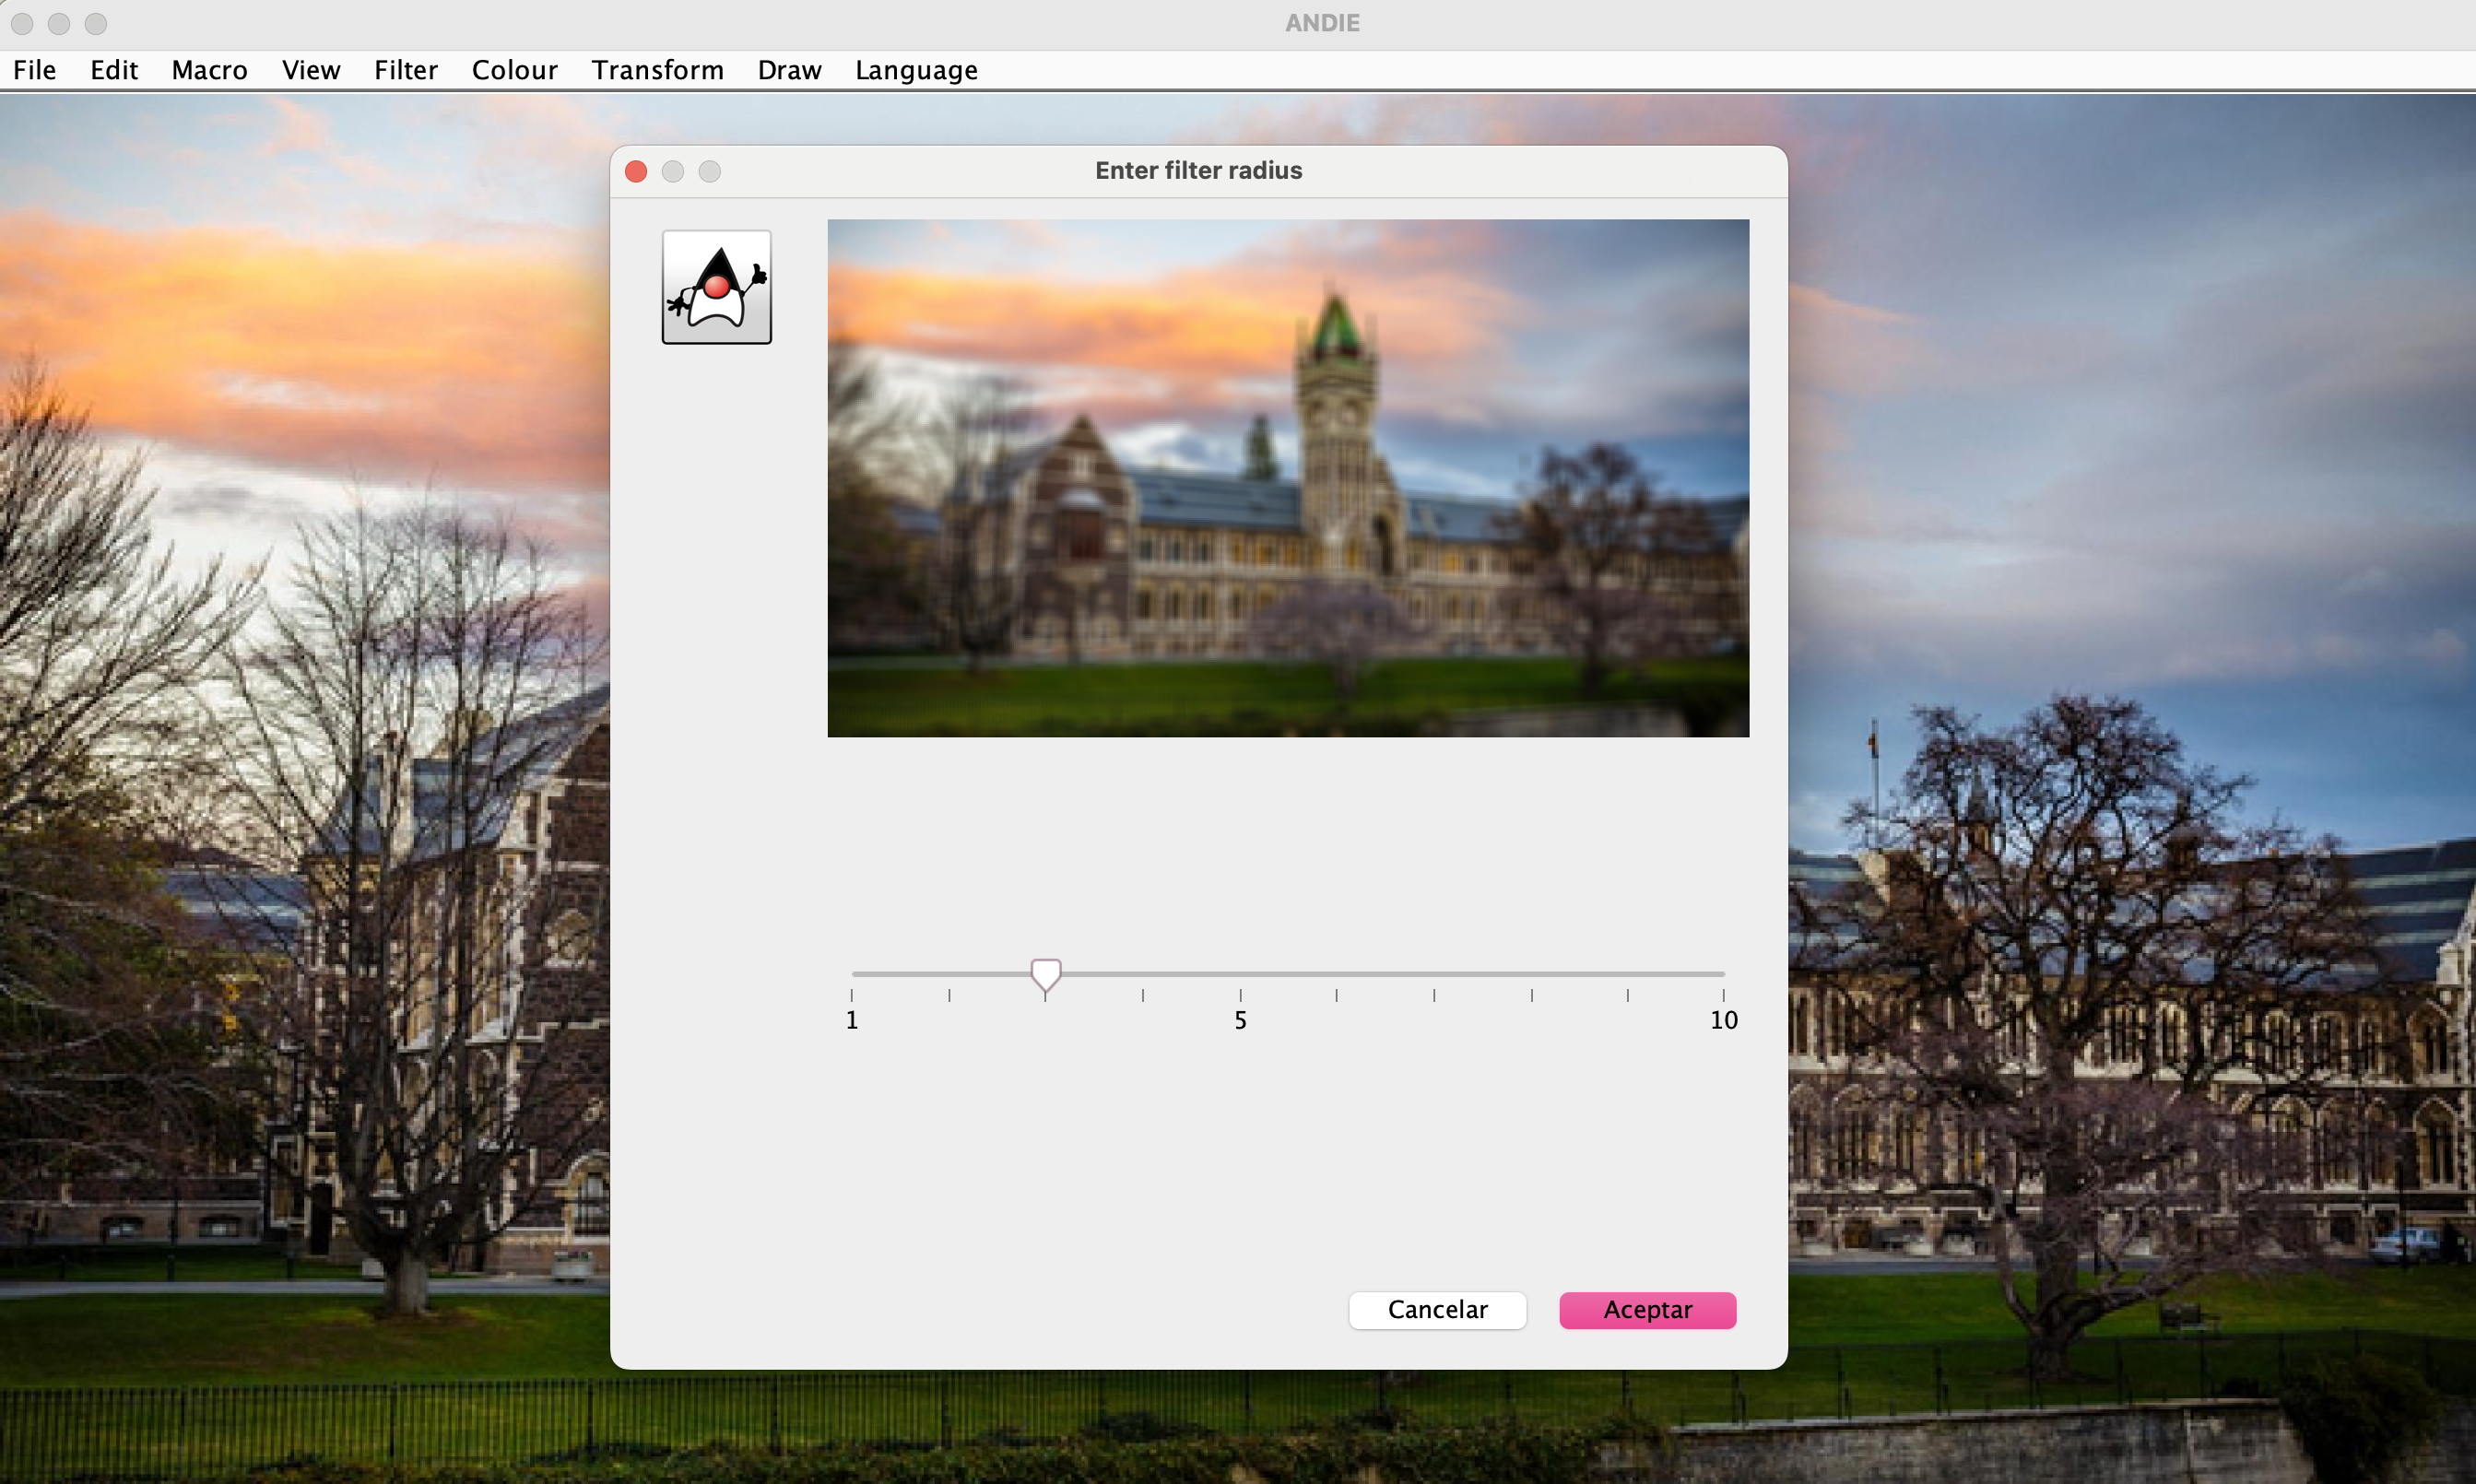 ANDIE
File Edit Macro View Filter Colour Transform Draw Language
Enter filter radius
1 5 10
Cancelar Aceptar